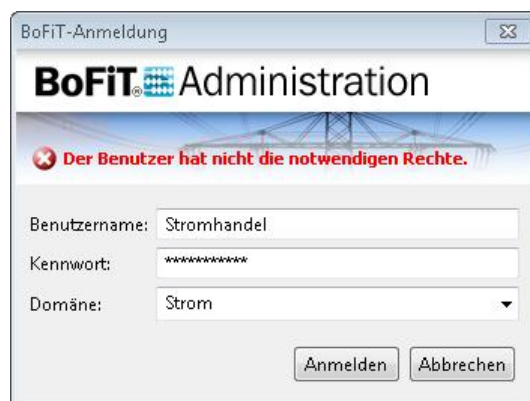 BoFiT-Anmeldung
BoFiT® Administration
Der Benutzer hat nicht die notwendigen Rechte.
Benutzername: Stromhandel
Kennwort: ***********
Domäne: Strom
Anmelden Abbrechen